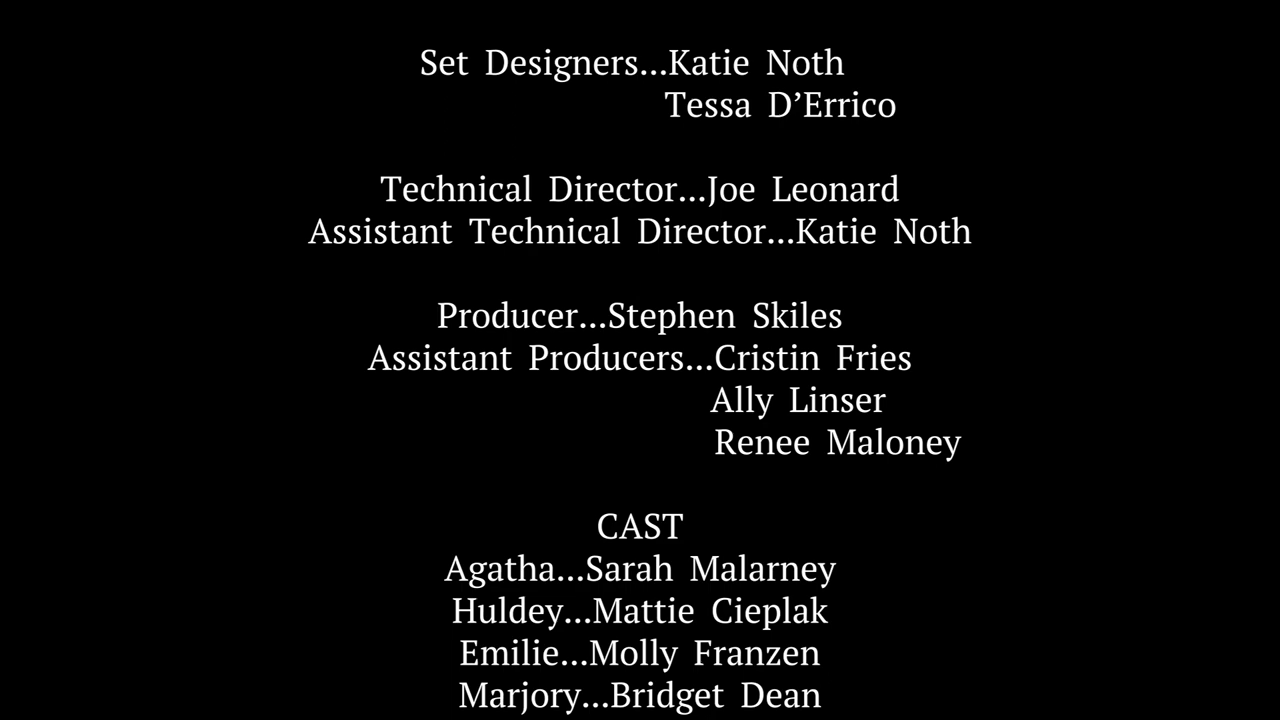 Set Designers...Katie Noth
Tessa D’Errico
Technical Director...Joe Leonard
Assistant Technical Director...Katie Noth
Producer...Stephen Skiles
Assistant Producers...Cristin Fries
Ally Linser
Renee Maloney
CAST
Agatha...Sarah Malarney
Huldey...Mattie Cieplak
Emilie...Molly Franzen
Marjory...Bridget Dean